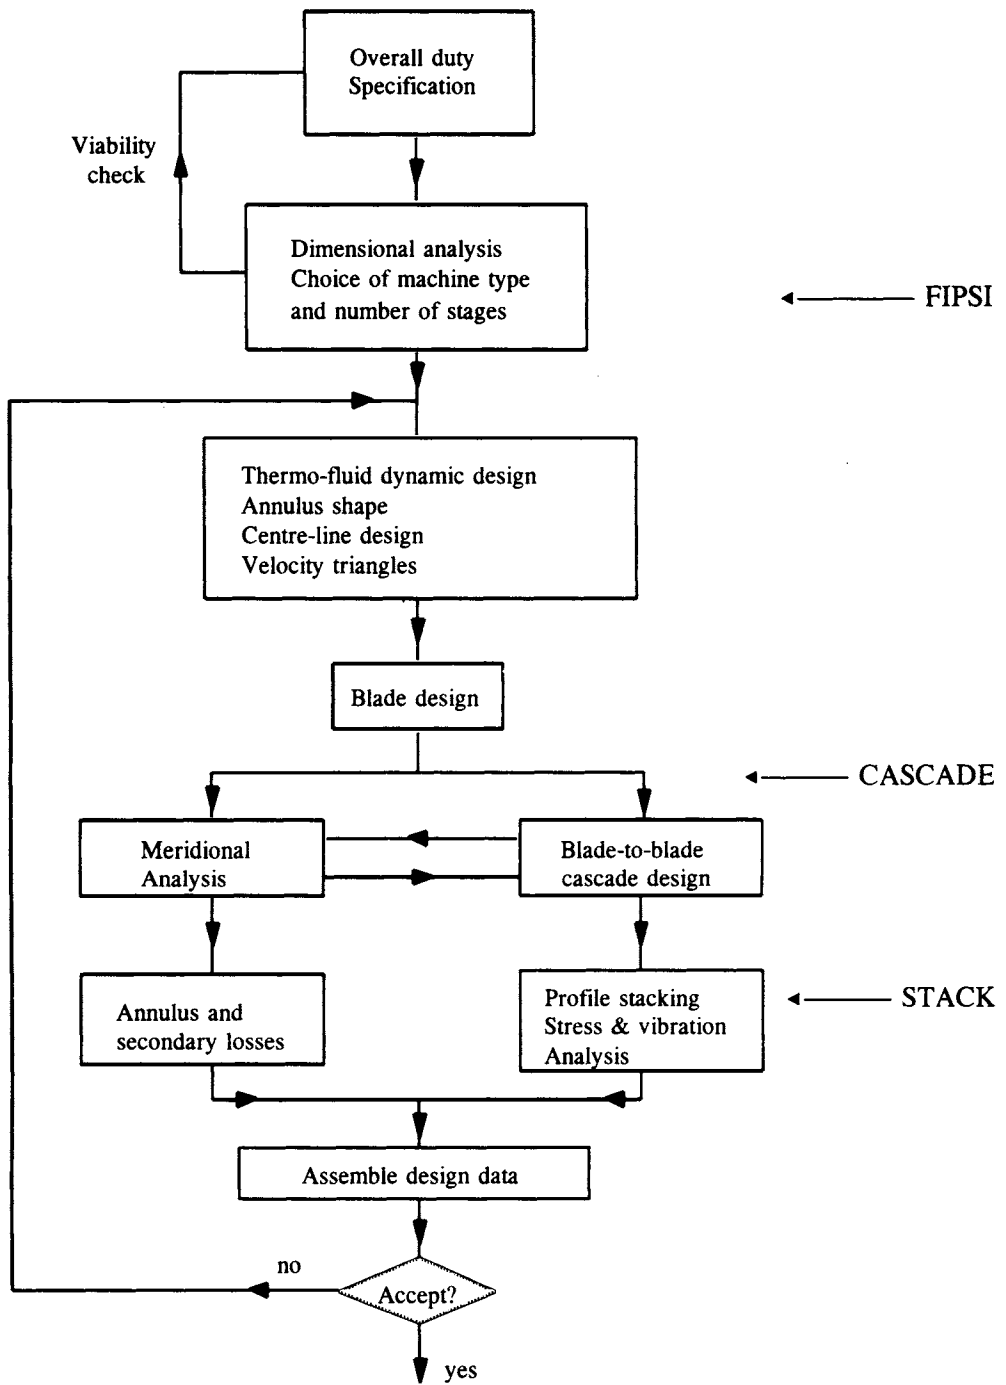 Overall duty
Specification
Viability
check
Dimensional analysis
Choice of machine type
and number of stages
FIPSI
Thermo-fluid dynamic design
Annulus shape
Centre-line design
Velocity triangles
Blade design
CASCADE
Meridional
Analysis
Blade-to-blade
cascade design
Annulus and
secondary losses
Profile stacking
Stress & vibration
Analysis
STACK
Assemble design data
no
Accept?
yes